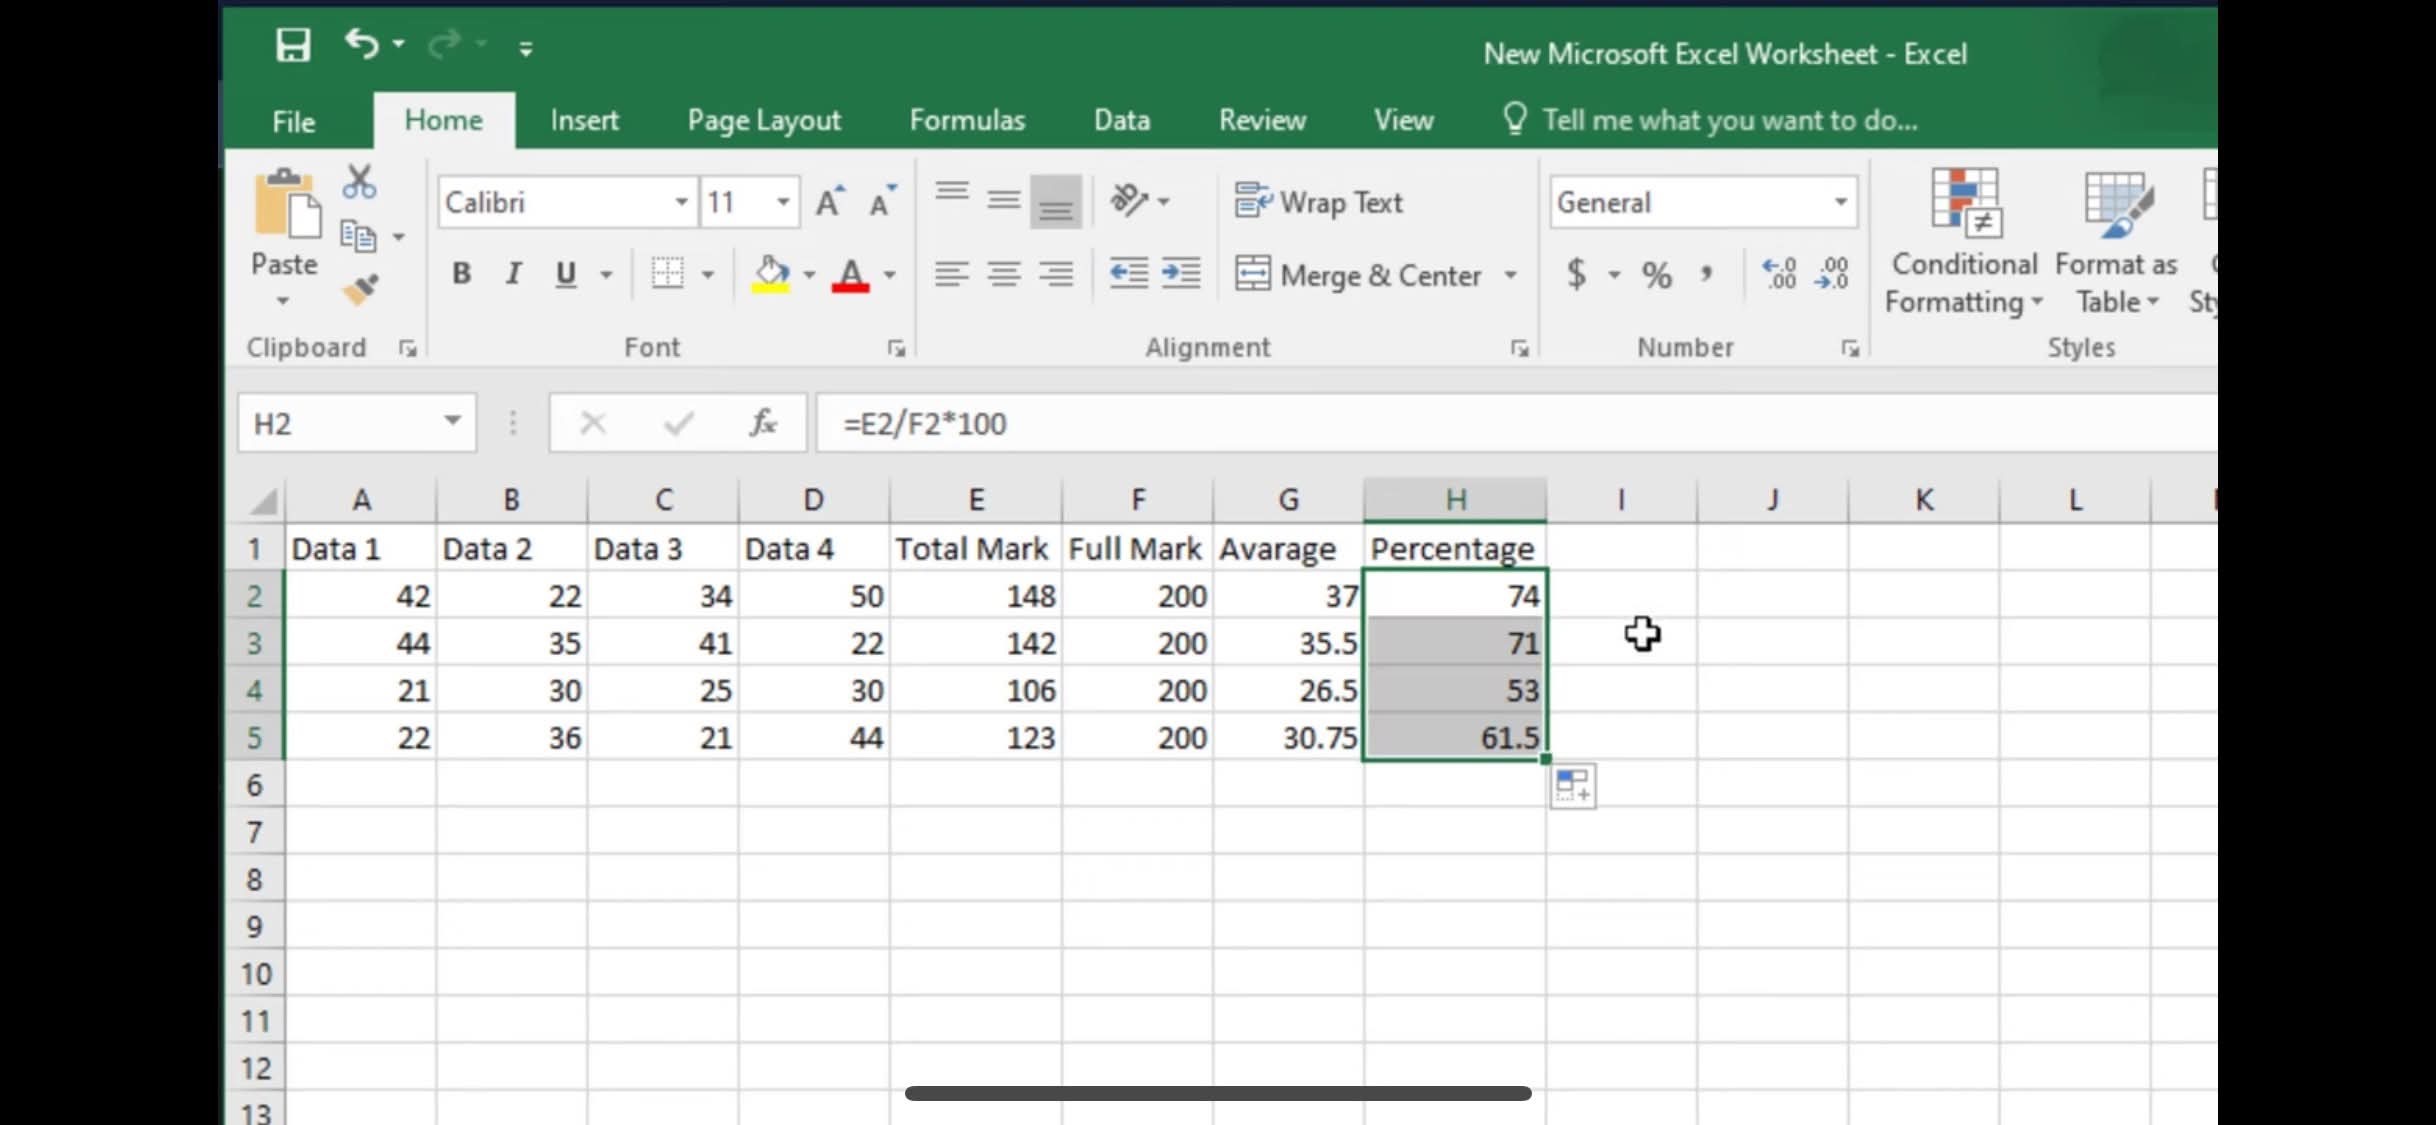 New Microsoft Excel Worksheet - Excel
File Home Insert Page Layout Formulas Data Review View Tell me what you want to do...
Calibri 11 Wrap Text General
Paste B I U A Merge & Center $ % , Conditional Formatting Format as Table
Clipboard Font Alignment Number Styles
H2 fx =E2/F2*100
A B C D E F G H I J K L
1 Data 1 Data 2 Data 3 Data 4 Total Mark Full Mark Avarage Percentage
2 42 22 34 50 148 200 37 74
3 44 35 41 22 142 200 35.5 71
4 21 30 25 30 106 200 26.5 53
5 22 36 21 44 123 200 30.75 61.5
6
7
8
9
10
11
12
13